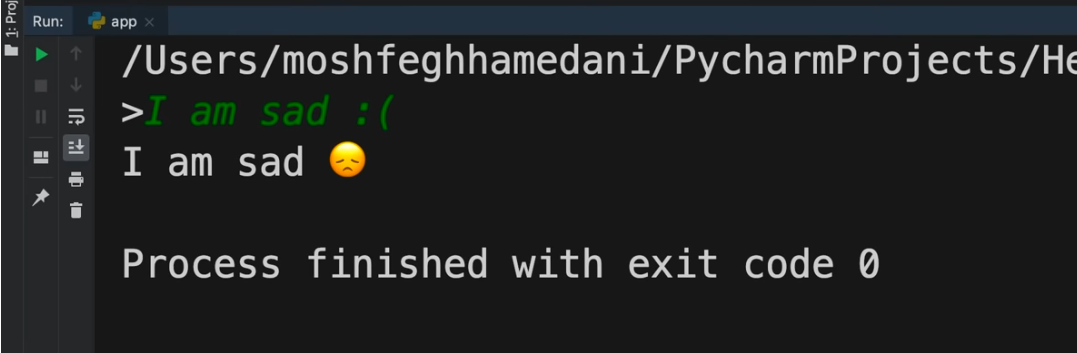 1: Proj
Run: app
/Users/moshfeghhamedani/PycharmProjects/He
>I am sad :(
I am sad 😞
Process finished with exit code 0